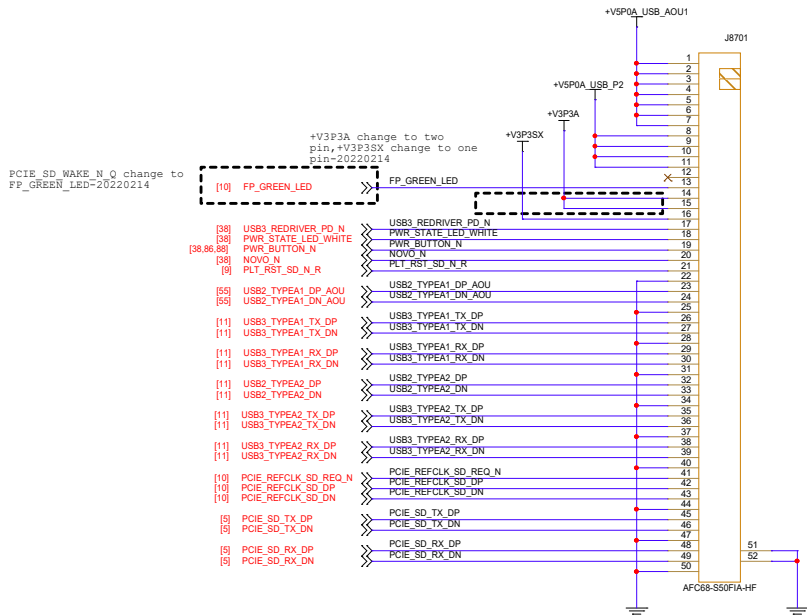 +V5P0A_USB_AOU1
J8701
+V5P0A_USB_P2
+V3P3A
+V3P3SX
+V3P3A change to two
pin,+V3P3SX change to one
pin-20220214
PCIE_SD_WAKE_N_Q change to
FP_GREEN_LED-20220214
[10] FP_GREEN_LED FP_GREEN_LED
[38] USB3_REDRIVER_PD_N USB3_REDRIVER_PD_N
[38] PWR_STATE_LED_WHITE PWR_STATE_LED_WHITE
[38,86,88] PWR_BUTTON_N PWR_BUTTON_N
[38] NOVO_N NOVO_N
[9] PLT_RST_SD_N_R PLT_RST_SD_N_R
[55] USB2_TYPEA1_DP_AOU USB2_TYPEA1_DP_AOU
[55] USB2_TYPEA1_DN_AOU USB2_TYPEA1_DN_AOU
[11] USB3_TYPEA1_TX_DP USB3_TYPEA1_TX_DP
[11] USB3_TYPEA1_TX_DN USB3_TYPEA1_TX_DN
[11] USB3_TYPEA1_RX_DP USB3_TYPEA1_RX_DP
[11] USB3_TYPEA1_RX_DN USB3_TYPEA1_RX_DN
[11] USB2_TYPEA2_DP USB2_TYPEA2_DP
[11] USB2_TYPEA2_DN USB2_TYPEA2_DN
[11] USB3_TYPEA2_TX_DP USB3_TYPEA2_TX_DP
[11] USB3_TYPEA2_TX_DN USB3_TYPEA2_TX_DN
[11] USB3_TYPEA2_RX_DP USB3_TYPEA2_RX_DP
[11] USB3_TYPEA2_RX_DN USB3_TYPEA2_RX_DN
[10] PCIE_REFCLK_SD_REQ_N PCIE_REFCLK_SD_REQ_N
[10] PCIE_REFCLK_SD_DP PCIE_REFCLK_SD_DP
[10] PCIE_REFCLK_SD_DN PCIE_REFCLK_SD_DN
[5] PCIE_SD_TX_DP PCIE_SD_TX_DP
[5] PCIE_SD_TX_DN PCIE_SD_TX_DN
[5] PCIE_SD_RX_DP PCIE_SD_RX_DP
[5] PCIE_SD_RX_DN PCIE_SD_RX_DN
1
2
3
4
5
6
7
8
9
10
11
12
13
14
15
16
17
18
19
20
21
22
23
24
25
26
27
28
29
30
31
32
33
34
35
36
37
38
39
40
41
42
43
44
45
46
47
48
49
50
51
52
AFC68-S50FIA-HF